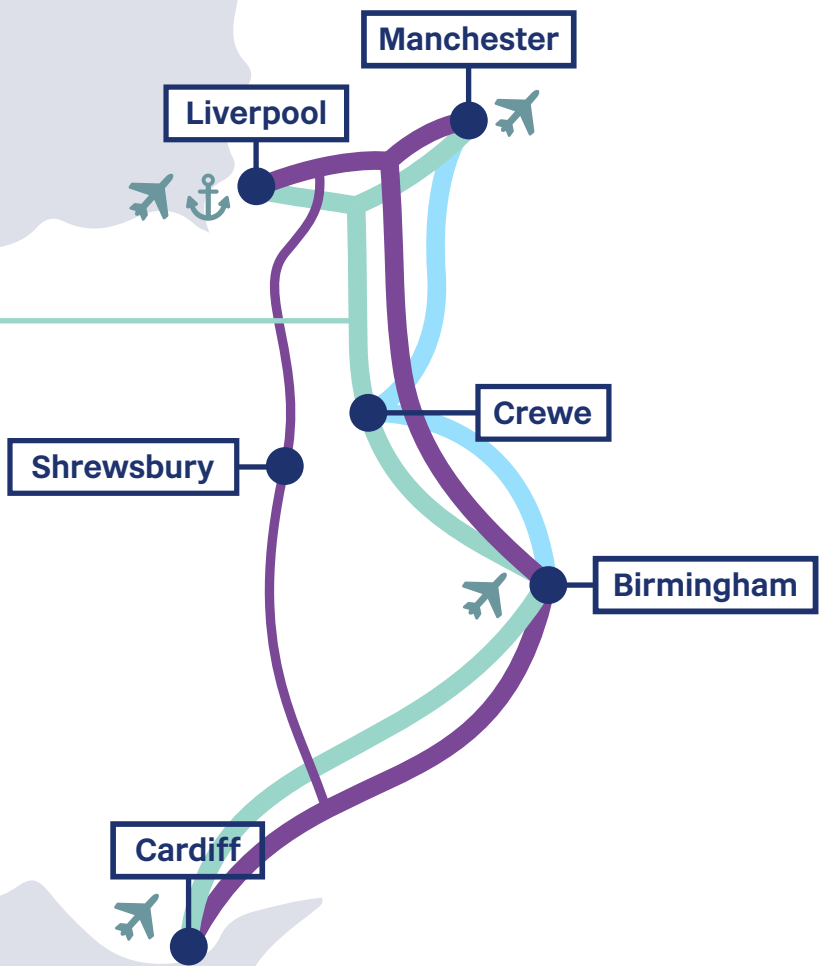 Manchester
Liverpool
Crewe
Shrewsbury
Birmingham
Cardiff